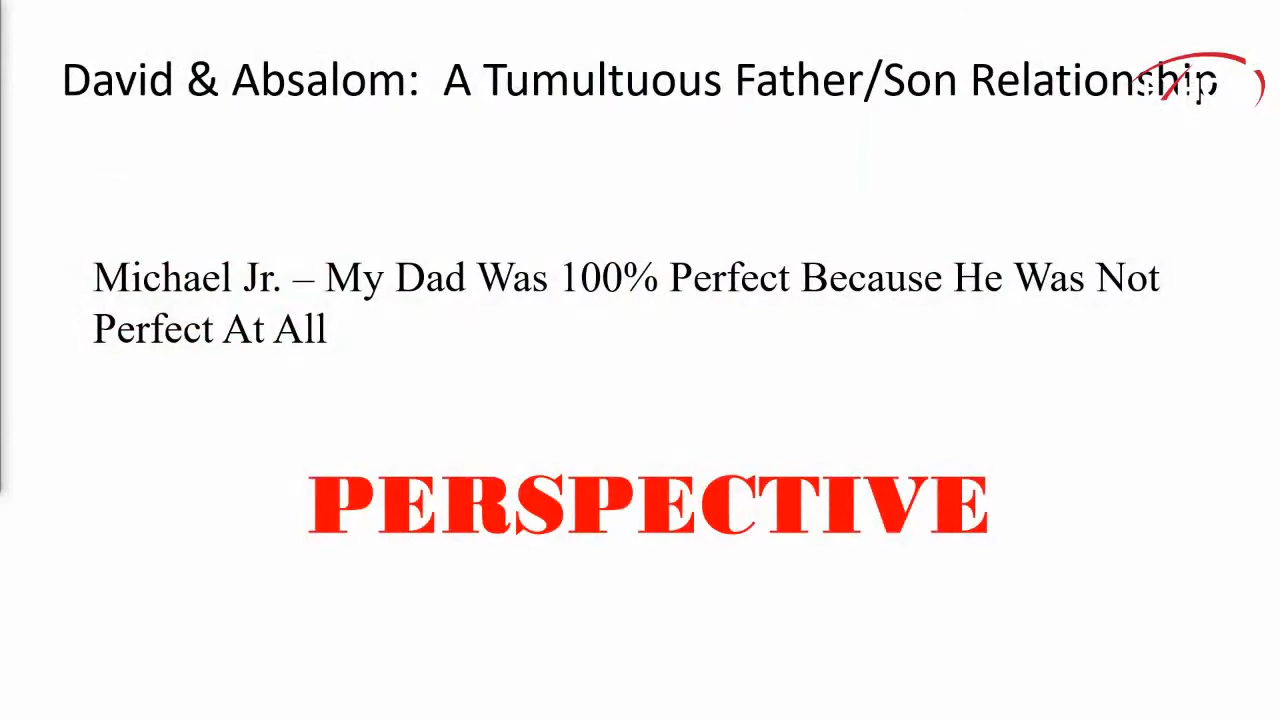 David & Absalom: A Tumultuous Father/Son Relationship
Michael Jr. – My Dad Was 100% Perfect Because He Was Not
Perfect At All
PERSPECTIVE